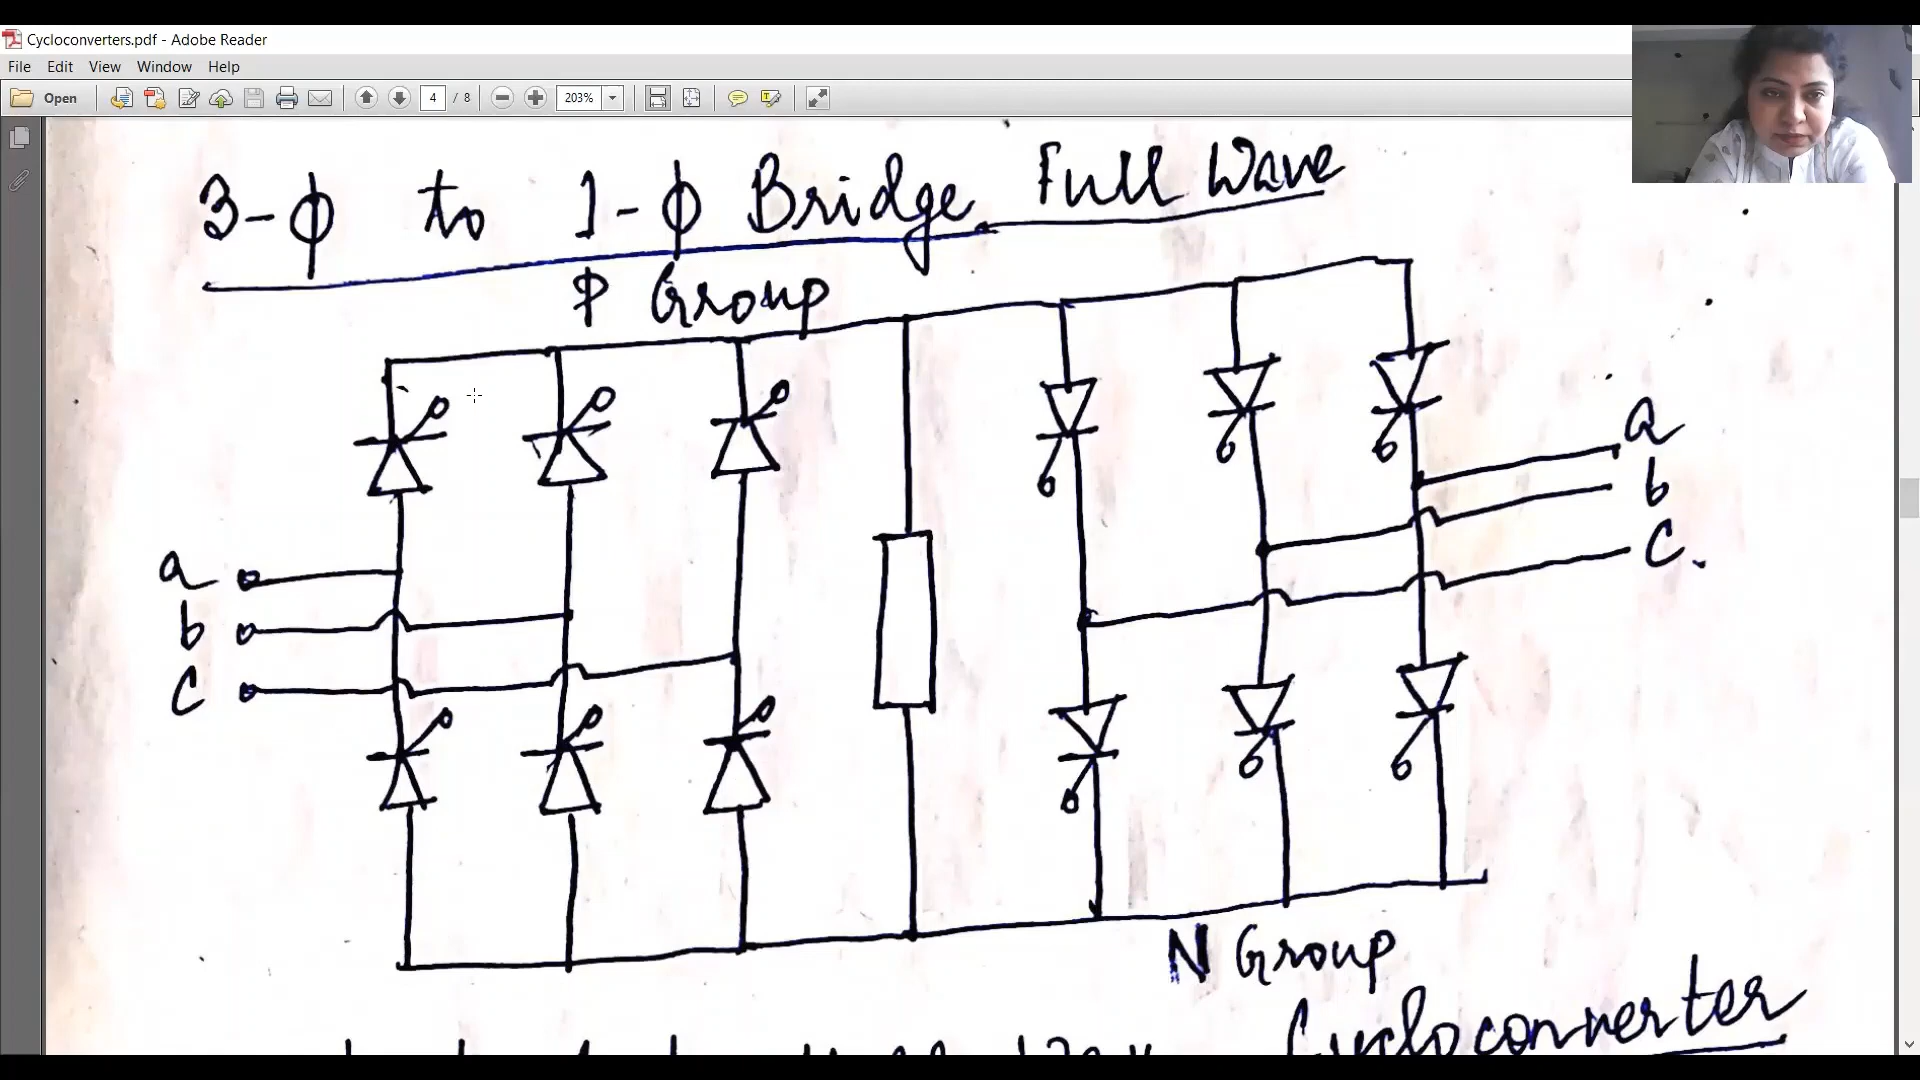 Cycloconverters.pdf - Adobe Reader
File Edit View Window Help
Open 4 / 8 203%
3-ϕ to 1-ϕ Bridge Full Wave
P Group
a
b
c
a
b
c.
N Group
Cycloconverter